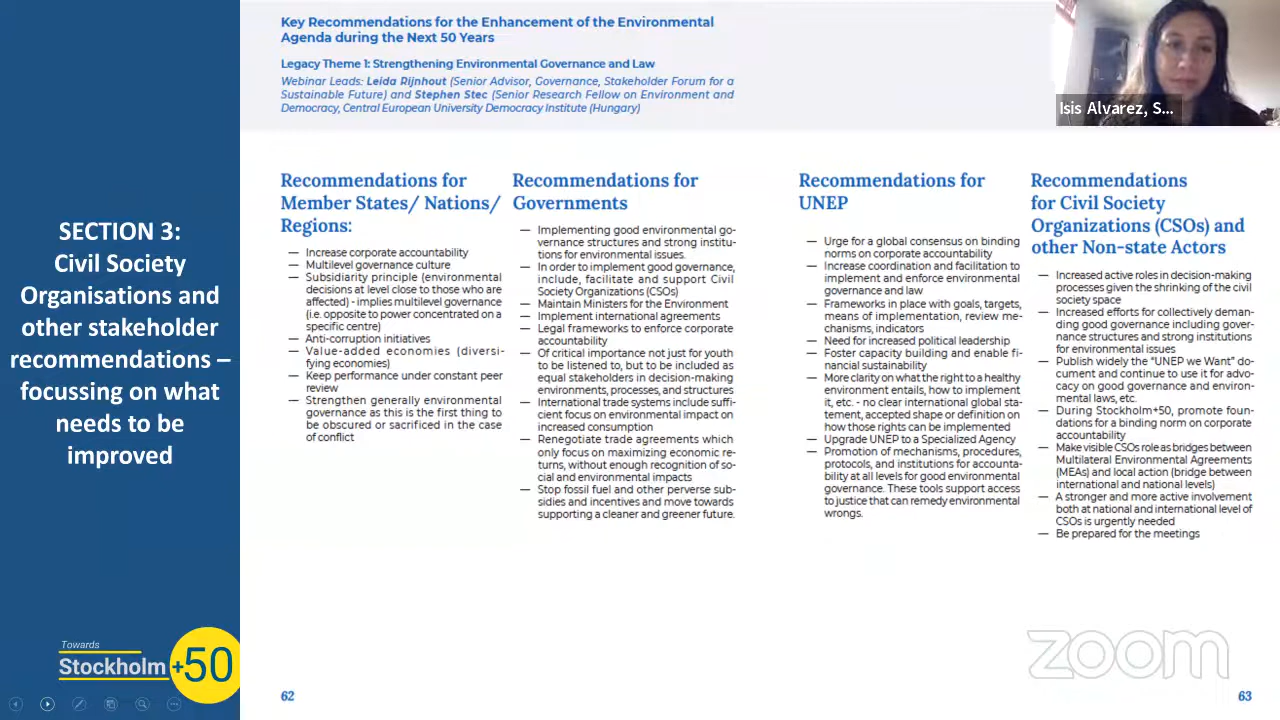 SECTION 3:
Civil Society
Organisations and
other stakeholder
recommendations –
focussing on what
needs to be
improved
Towards
Stockholm+50
Key Recommendations for the Enhancement of the Environmental
Agenda during the Next 50 Years
Legacy Theme 1: Strengthening Environmental Governance and Law
Webinar Leads: Leida Rijnhout (Senior Advisor, Governance, Stakeholder Forum for a
Sustainable Future) and Stephen Stec (Senior Research Fellow on Environment and
Democracy, Central European University Democracy Institute (Hungary)
Isis Alvarez, S...
Recommendations for
Member States/ Nations/
Regions:
— Increase corporate accountability
— Multilevel governance culture
— Subsidiarity principle (environmental
decisions at level close to those who are
affected) - implies multilevel governance
(i.e. opposite to power concentrated on a
specific centre)
— Anti-corruption initiatives
— Value-added economies (diversi-
fying economies)
— Keep performance under constant peer
review
— Strengthen generally environmental
governance as this is the first thing to
be obscured or sacrificed in the case
of conflict
Recommendations for
Governments
— Implementing good environmental go-
vernance structures and strong institu-
tions for environmental issues.
— In order to implement good governance,
include, facilitate and support Civil
Society Organizations (CSOs)
— Maintain Ministers for the Environment
— Implement international agreements
— Legal frameworks to enforce corporate
accountability
— Of critical importance not just for youth
to be listened to, but to be included as
equal stakeholders in decision-making
environments, processes, and structures
— International trade systems include suffi-
cient focus on environmental impact on
increased consumption
— Renegotiate trade agreements which
only focus on maximizing economic re-
turns, without enough recognition of so-
cial and environmental impacts
— Stop fossil fuel and other perverse sub-
sidies and incentives and move towards
supporting a cleaner and greener future.
Recommendations for
UNEP
— Urge for a global consensus on binding
norms on corporate accountability
— Increase coordination and facilitation to
implement and enforce environmental
governance and law
— Frameworks in place with goals, targets,
means of implementation, review me-
chanisms, indicators
— Need for increased political leadership
— Foster capacity building and enable fi-
nancial sustainability
— More clarity on what the right to a healthy
environment entails, how to implement
it, etc. - no clear international global sta-
tement, accepted shape or definition on
how those rights can be implemented
— Upgrade UNEP to a Specialized Agency
— Promotion of mechanisms, procedures,
protocols, and institutions for accounta-
bility at all levels for good environmental
governance. These tools support access
to justice that can remedy environmental
wrongs.
Recommendations
for Civil Society
Organizations (CSOs) and
other Non-state Actors
— Increased active roles in decision-making
processes given the shrinking of the civil
society space
— Increased efforts for collectively deman-
ding good governance including gover-
nance structures and strong institutions
for environmental issues
— Publish widely the “UNEP we Want” do-
cument and continue to use it for advo-
cacy on good governance and environ-
mental laws, etc.
— During Stockholm+50, promote foun-
dations for a binding norm on corporate
accountability
— Make visible CSOs role as bridges between
Multilateral Environmental Agreements
(MEAs) and local action (bridge between
international and national levels)
— A stronger and more active involvement
both at national and international level of
CSOs is urgently needed
— Be prepared for the meetings
zoom
62
63